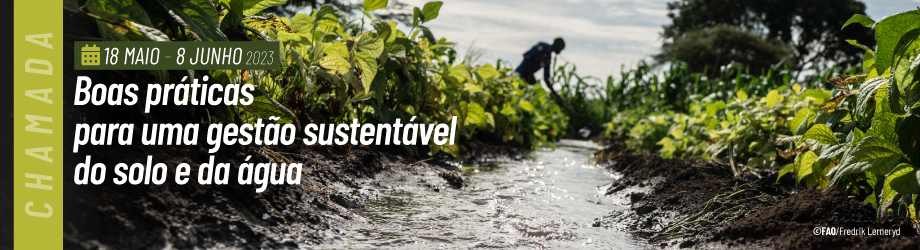 CHAMADA
18 MAIO - 8 JUNHO 2023
Boas práticas
para uma gestão sustentável
do solo e da água
©FAO/Fredrik Lerneryd